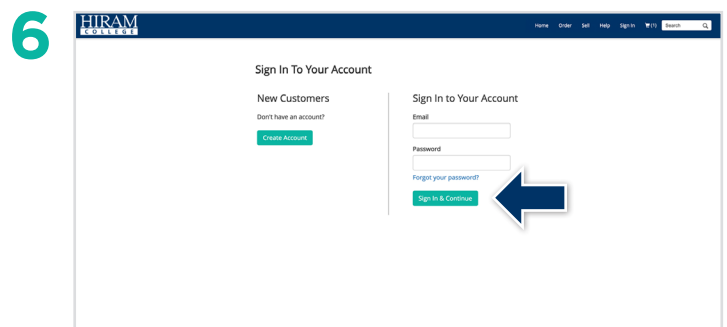 6
HIRAM
COLLEGE
Home Order Sell Help Sign In (1) Search
Sign In To Your Account
New Customers
Don't have an account?
Create Account
Sign In to Your Account
Email
Password
Forgot your password?
Sign In & Continue